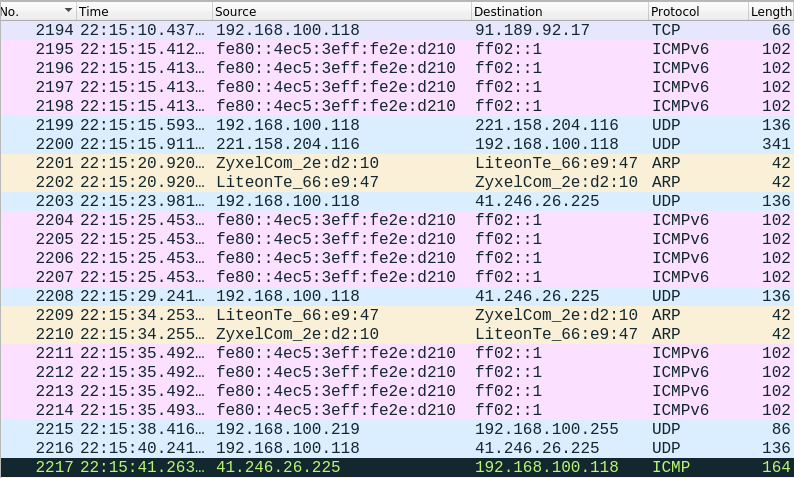 No. Time Source Destination Protocol Length
2194 22:15:10.437… 192.168.100.118 91.189.92.17 TCP 66
2195 22:15:15.412… fe80::4ec5:3eff:fe2e:d210 ff02::1 ICMPv6 102
2196 22:15:15.413… fe80::4ec5:3eff:fe2e:d210 ff02::1 ICMPv6 102
2197 22:15:15.413… fe80::4ec5:3eff:fe2e:d210 ff02::1 ICMPv6 102
2198 22:15:15.413… fe80::4ec5:3eff:fe2e:d210 ff02::1 ICMPv6 102
2199 22:15:15.593… 192.168.100.118 221.158.204.116 UDP 136
2200 22:15:15.911… 221.158.204.116 192.168.100.118 UDP 341
2201 22:15:20.920… ZyxelCom_2e:d2:10 LiteonTe_66:e9:47 ARP 42
2202 22:15:20.920… LiteonTe_66:e9:47 ZyxelCom_2e:d2:10 ARP 42
2203 22:15:23.981… 192.168.100.118 41.246.26.225 UDP 136
2204 22:15:25.453… fe80::4ec5:3eff:fe2e:d210 ff02::1 ICMPv6 102
2205 22:15:25.453… fe80::4ec5:3eff:fe2e:d210 ff02::1 ICMPv6 102
2206 22:15:25.453… fe80::4ec5:3eff:fe2e:d210 ff02::1 ICMPv6 102
2207 22:15:25.453… fe80::4ec5:3eff:fe2e:d210 ff02::1 ICMPv6 102
2208 22:15:29.241… 192.168.100.118 41.246.26.225 UDP 136
2209 22:15:34.253… LiteonTe_66:e9:47 ZyxelCom_2e:d2:10 ARP 42
2210 22:15:34.255… ZyxelCom_2e:d2:10 LiteonTe_66:e9:47 ARP 42
2211 22:15:35.492… fe80::4ec5:3eff:fe2e:d210 ff02::1 ICMPv6 102
2212 22:15:35.492… fe80::4ec5:3eff:fe2e:d210 ff02::1 ICMPv6 102
2213 22:15:35.492… fe80::4ec5:3eff:fe2e:d210 ff02::1 ICMPv6 102
2214 22:15:35.493… fe80::4ec5:3eff:fe2e:d210 ff02::1 ICMPv6 102
2215 22:15:38.416… 192.168.100.219 192.168.100.255 UDP 86
2216 22:15:40.241… 192.168.100.118 41.246.26.225 UDP 136
2217 22:15:41.263… 41.246.26.225 192.168.100.118 ICMP 164